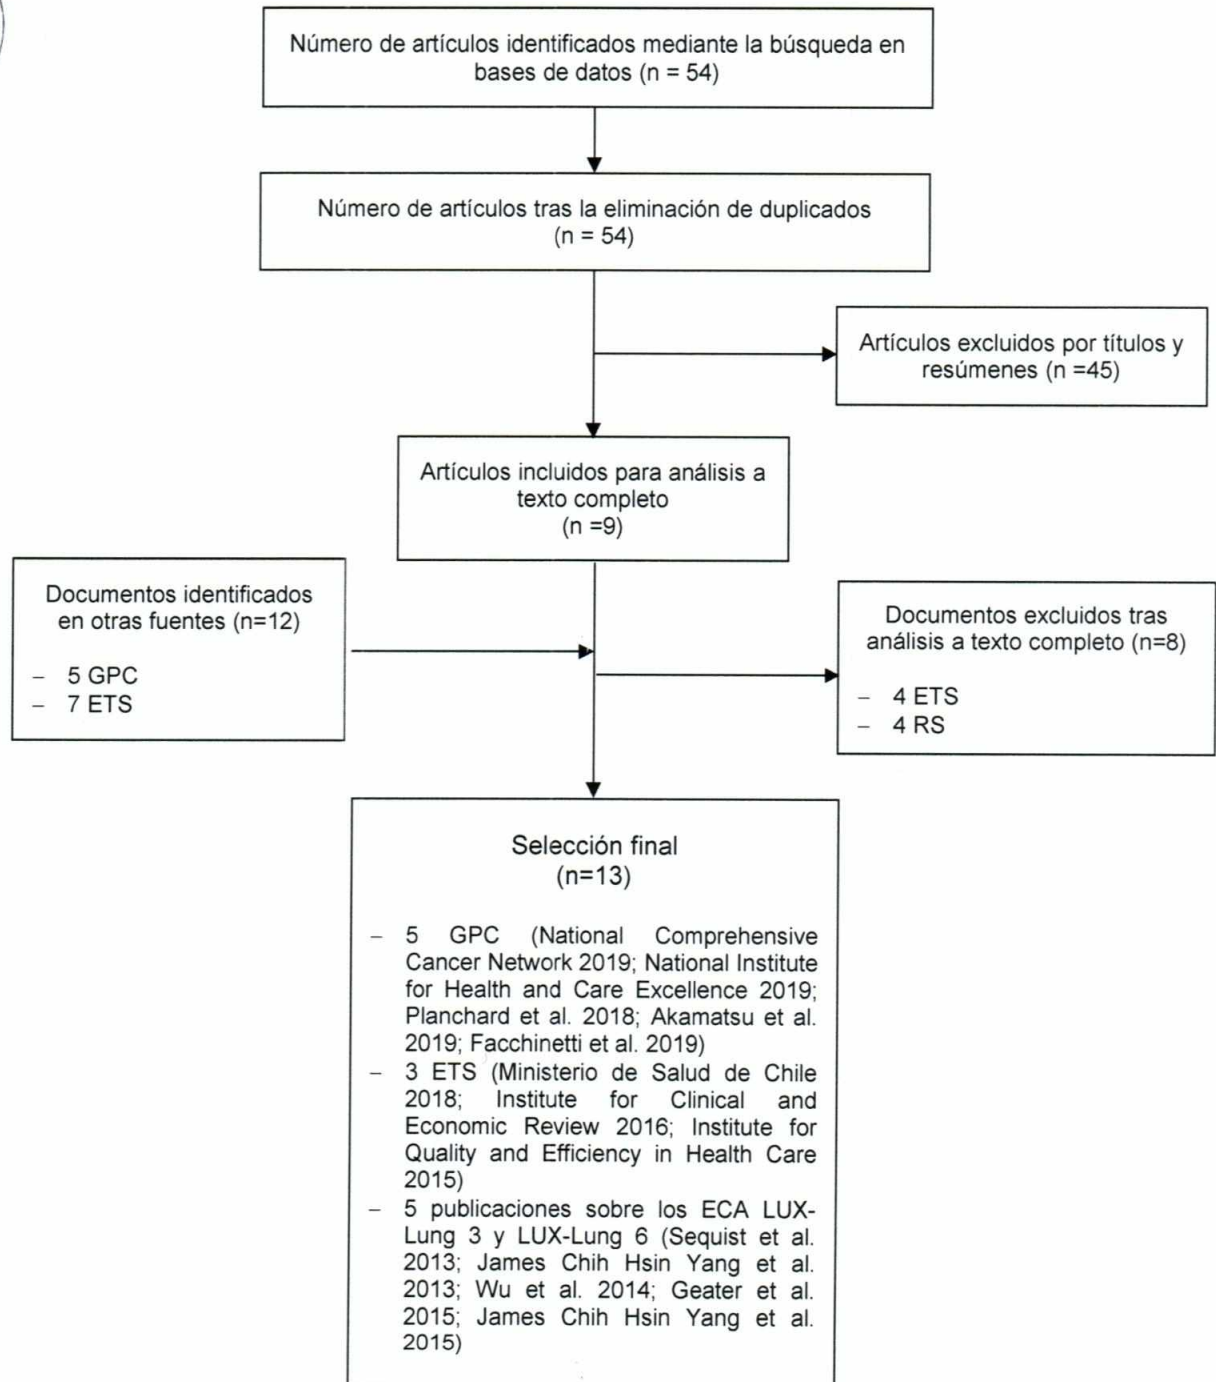 Número de artículos identificados mediante la búsqueda en
bases de datos (n = 54)
Número de artículos tras la eliminación de duplicados
(n = 54)
Artículos excluidos por títulos y
resúmenes (n =45)
Artículos incluidos para análisis a
texto completo
(n =9)
Documentos identificados
en otras fuentes (n=12)
– 5 GPC
– 7 ETS
Documentos excluidos tras
análisis a texto completo (n=8)
– 4 ETS
– 4 RS
Selección final
(n=13)
– 5 GPC (National Comprehensive
Cancer Network 2019; National Institute
for Health and Care Excellence 2019;
Planchard et al. 2018; Akamatsu et al.
2019; Facchinetti et al. 2019)
– 3 ETS (Ministerio de Salud de Chile
2018; Institute for Clinical and
Economic Review 2016; Institute for
Quality and Efficiency in Health Care
2015)
– 5 publicaciones sobre los ECA LUX-
Lung 3 y LUX-Lung 6 (Sequist et al.
2013; James Chih Hsin Yang et al.
2013; Wu et al. 2014; Geater et al.
2015; James Chih Hsin Yang et al.
2015)